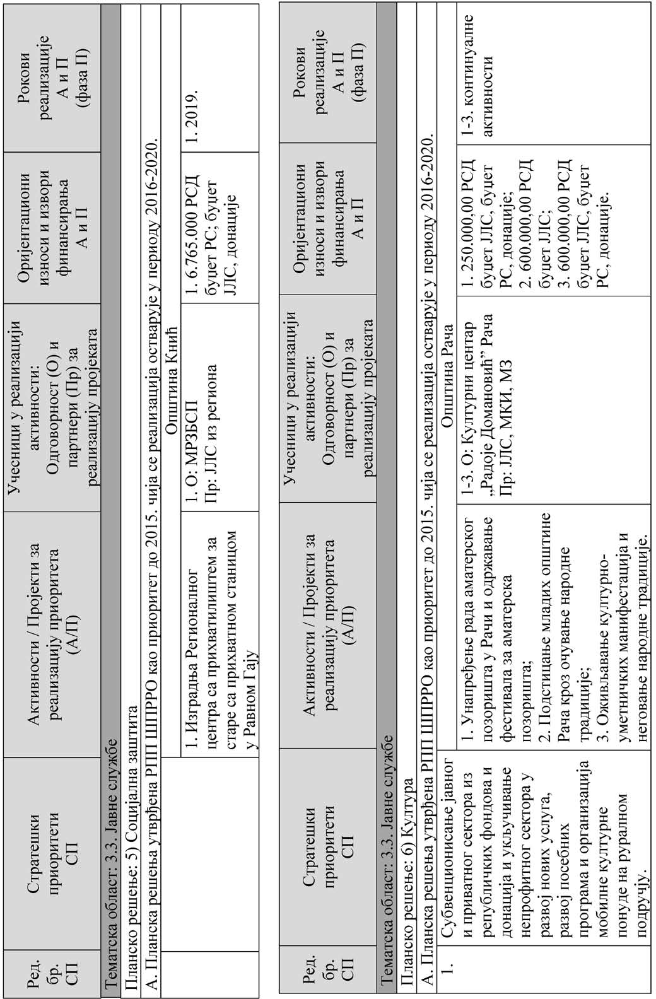 Ред.
бр.
СП
Стратешки
приоритети
СП
Активности / Пројекти за
реализацију приоритета
(А/П)
Учесници у реализацији
активности:
Одговорност (О) и
партнери (Пр) за
реализацију пројеката
Оријентациони
износи и извори
финансирања
А и П
Рокови
реализације
А и П
(фаза П)
Тематска област: 3.3. Јавне службе
Планско решење: 5) Социјална заштита
А. Планска решења утврђена РПП ШПРРО као приоритет до 2015. чија се реализација остварује у периоду 2016-2020.
Општина Кнић
1. Изградња Регионалног
центра са прихватилиштем за
старе са прихватном станицом
у Равном Гају
1. О: МРЗБСП
Пр: ЈЛС из региона
1. 6.765.000 РСД
буџет РС; буџет
ЈЛС, донације
1. 2019.
Ред.
бр.
СП
Стратешки
приоритети
СП
Активности / Пројекти за
реализацију приоритета
(А/П)
Учесници у реализацији
активности:
Одговорност (О) и
партнери (Пр) за
реализацију пројеката
Оријентациони
износи и извори
финансирања
А и П
Рокови
реализације
А и П
(фаза П)
Тематска област: 3.3. Јавне службе
Планско решење: 6) Култура
А. Планска решења утврђена РПП ШПРРО као приоритет до 2015. чија се реализација остварује у периоду 2016-2020.
Општина Рача
1.
Субвенционисање јавног
и приватног сектора из
републичких фондова и
донација и укључивање
непрофитног сектора у
развој нових услуга,
развој посебних
програма и организација
мобилне културне
понуде на руралном
подручју.
1. Унапређење рада аматерског
позоришта у Рачи и одржавање
фестивала за аматерска
позоришта;
2. Подстицање младих општине
Рача кроз очување народне
традиције;
3. Оживљавање културно-
уметничких манифестација и
неговање народне традиције.
1-3. О: Културни центар
„Радоје Домановић” Рача
Пр: ЈЛС, МКИ, МЗ
1. 250.000,00 РСД
буџет ЈЛС, буџет
РС, донације;
2. 600.000,00 РСД
буџет ЈЛС;
3. 600.000,00 РСД
буџет ЈЛС, буџет
РС, донације.
1-3. континуалне
активности